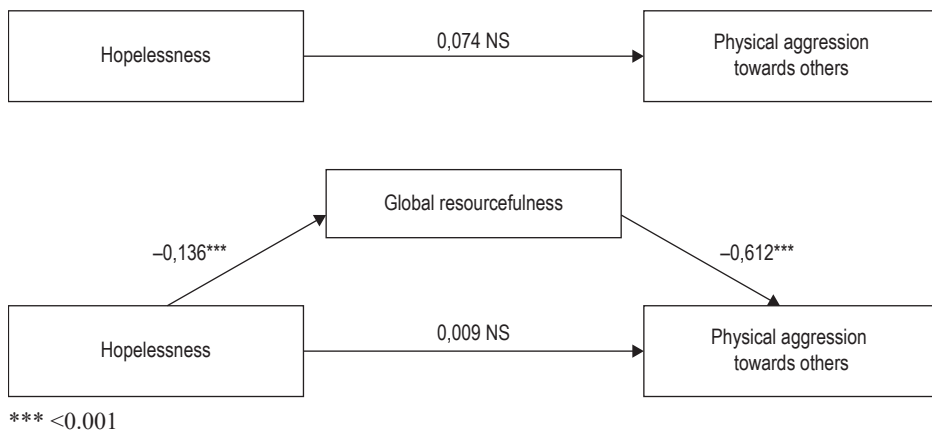 Hopelessness
0,074 NS
Physical aggression
towards others
Global resourcefulness
–0,136***
–0,612***
Hopelessness
0,009 NS
Physical aggression
towards others
*** <0.001